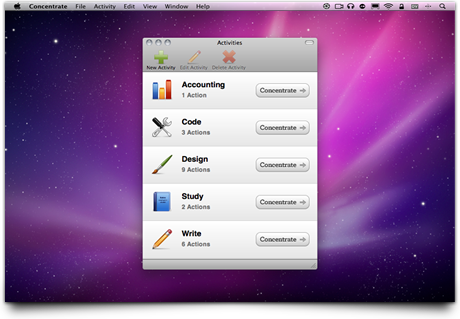 Concentrate File Activity Edit View Window Help
Activities
New Activity Edit Activity Delete Activity
Accounting
1 Action
Concentrate
Code
3 Actions
Concentrate
Design
9 Actions
Concentrate
Study
2 Actions
Concentrate
Write
6 Actions
Concentrate